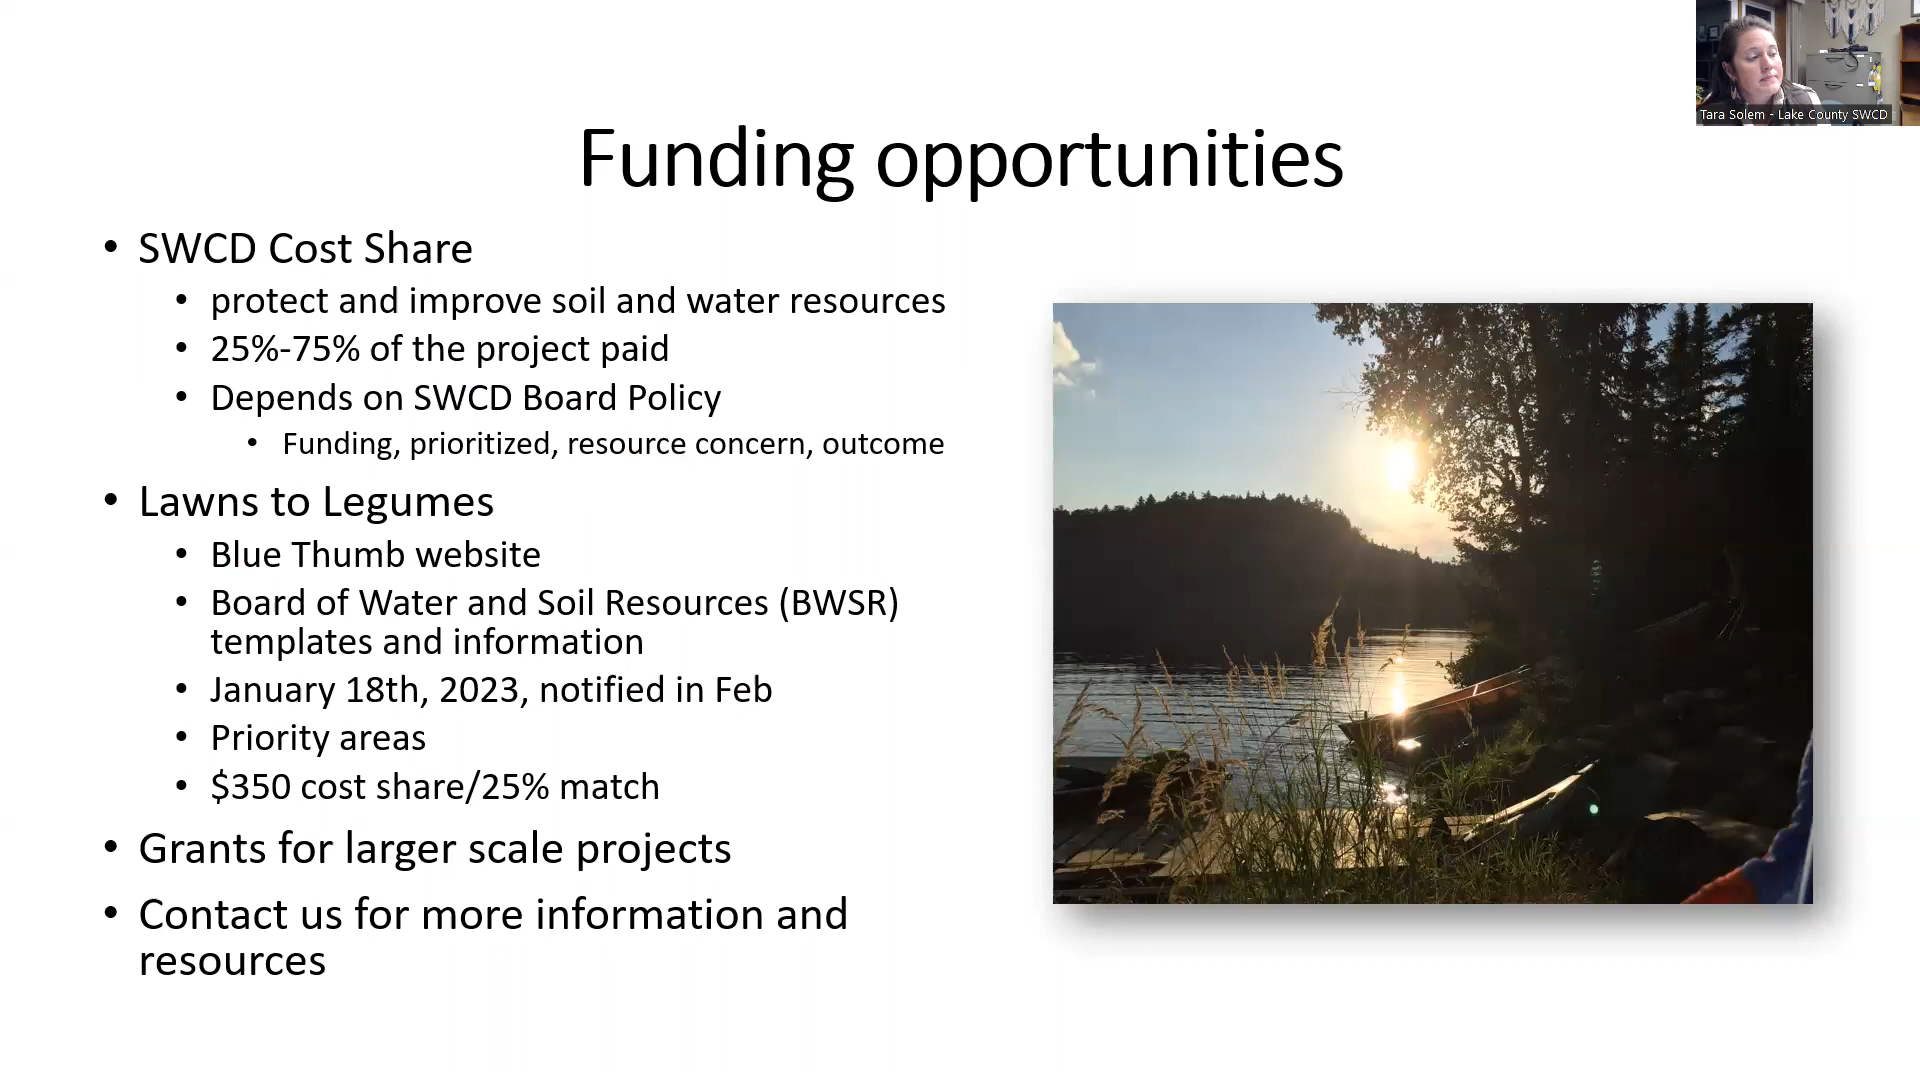 Tara Solem - Lake County SWCD
Funding opportunities
• SWCD Cost Share
• protect and improve soil and water resources
• 25%-75% of the project paid
• Depends on SWCD Board Policy
• Funding, prioritized, resource concern, outcome
• Lawns to Legumes
• Blue Thumb website
• Board of Water and Soil Resources (BWSR)
templates and information
• January 18th, 2023, notified in Feb
• Priority areas
• $350 cost share/25% match
• Grants for larger scale projects
• Contact us for more information and
resources